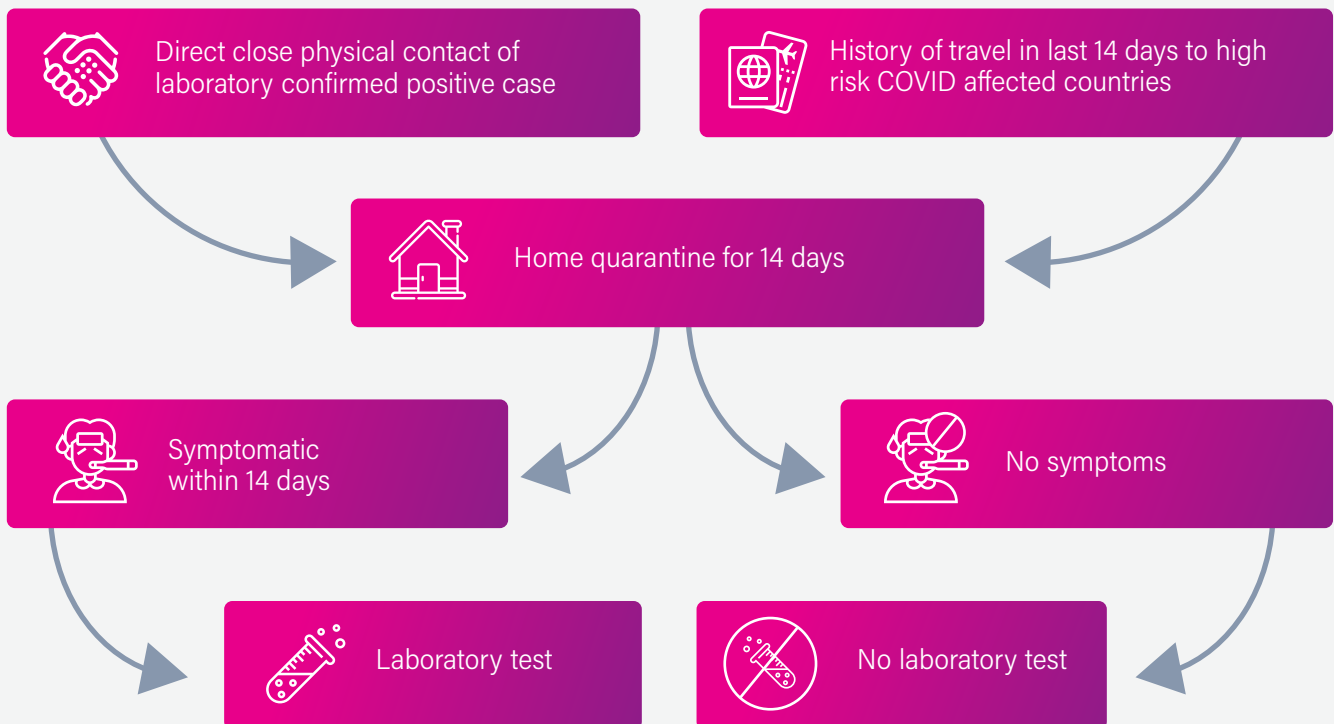 Direct close physical contact of
laboratory confirmed positive case
History of travel in last 14 days to high
risk COVID affected countries
Home quarantine for 14 days
Symptomatic
within 14 days
No symptoms
Laboratory test
No laboratory test